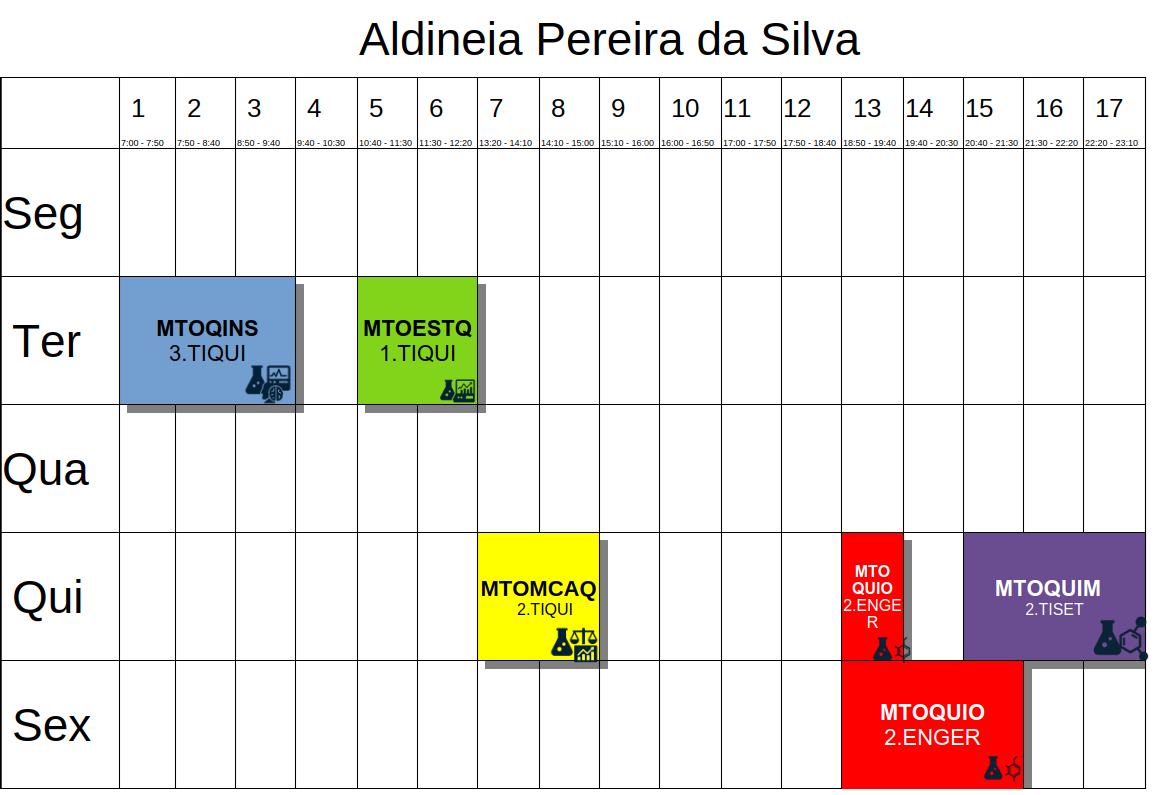 Aldineia Pereira da Silva
1 2 3 4 5 6 7 8 9 10 11 12 13 14 15 16 17
7:00 - 7:50 7:50 - 8:40 8:50 - 9:40 9:40 - 10:30 10:40 - 11:30 11:30 - 12:20 13:20 - 14:10 14:10 - 15:00 15:10 - 16:00 16:00 - 16:50 17:00 - 17:50 17:50 - 18:40 18:50 - 19:40 19:40 - 20:30 20:40 - 21:30 21:30 - 22:20 22:20 - 23:10
Seg
Ter
MTOQINS
3.TIQUI
MTOESTQ
1.TIQUI
Qua
Qui
MTOMCAQ
2.TIQUI
MTO
QUIO
2.ENGE
R
MTOQUIM
2.TISET
Sex
MTOQUIO
2.ENGER